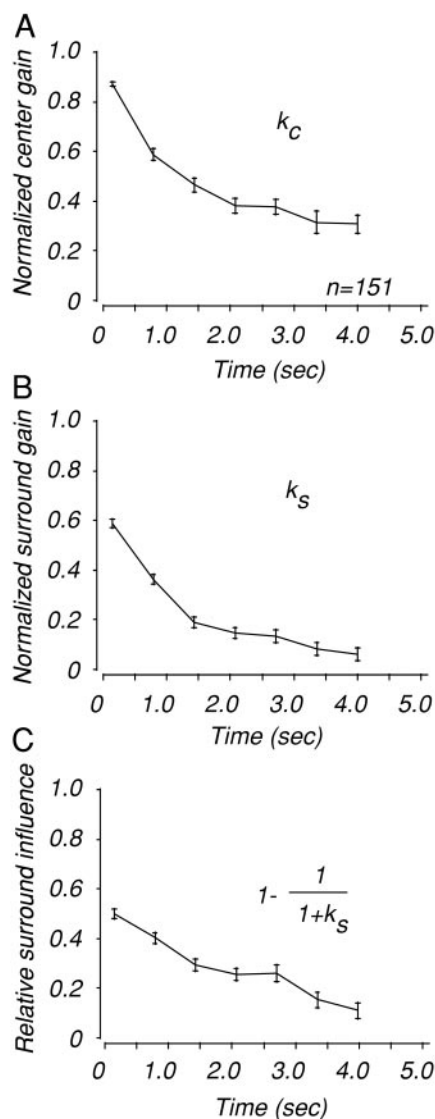 A
Normalized center gain
1.0
0.8
0.6
0.4
0.2
0
k_c
n=151
0 1.0 2.0 3.0 4.0 5.0
Time (sec)
B
Normalized surround gain
1.0
0.8
0.6
0.4
0.2
0
k_s
0 1.0 2.0 3.0 4.0 5.0
Time (sec)
C
Relative surround influence
1.0
0.8
0.6
0.4
0.2
0
1- 1
1+k_s
0.0 1.0 2.0 3.0 4.0 5.0
Time (sec)